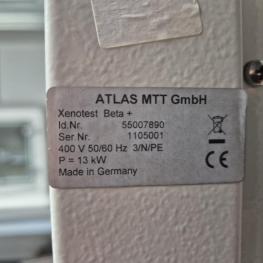 ATLAS MTT GmbH
Xenotest Beta +
Id.Nr. 55007890
Ser.Nr. 1105001
400 V 50/60 Hz 3/N/PE
P = 13 kW
Made in Germany
CE